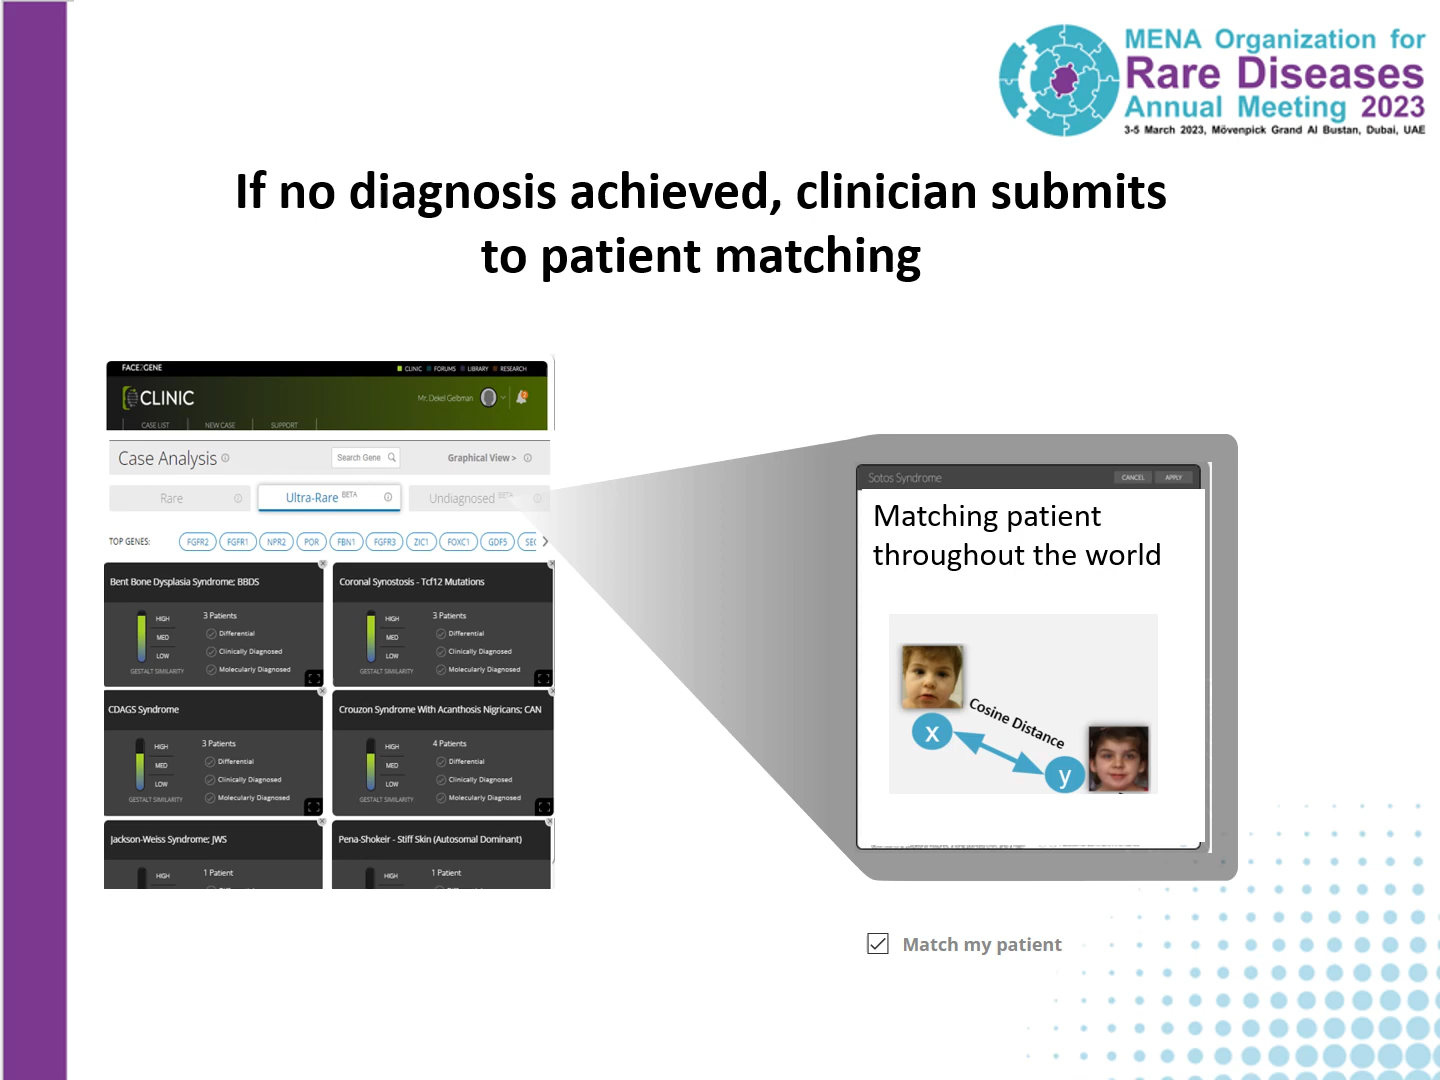 MENA Organization for
Rare Diseases
Annual Meeting 2023
3-5 March 2023, Mövenpick Grand Al Bustan, Dubai, UAE
If no diagnosis achieved, clinician submits
to patient matching
FACE2GENE
CLINIC FORUMS LIBRARY RESEARCH
CLINIC
Mr. Dekel Gelbman
CASE LIST NEW CASE SUPPORT
Case Analysis
Search Gene
Graphical View >
Rare
Ultra-Rare BETA
Undiagnosed BETA
TOP GENES: FGFR2 FGFR1 NPR2 POR FBN1 FGFR3 ZIC1 FOXC1 GDF5
Bent Bone Dysplasia Syndrome; BBDS
HIGH
MED
LOW
GESTALT SIMILARITY
3 Patients
Differential
Clinically Diagnosed
Molecularly Diagnosed
Coronal Synostosis - Tcf12 Mutations
HIGH
MED
LOW
GESTALT SIMILARITY
3 Patients
Differential
Clinically Diagnosed
Molecularly Diagnosed
CDAGS Syndrome
HIGH
MED
LOW
GESTALT SIMILARITY
3 Patients
Differential
Clinically Diagnosed
Molecularly Diagnosed
Crouzon Syndrome With Acanthosis Nigricans; CAN
HIGH
MED
LOW
GESTALT SIMILARITY
4 Patients
Differential
Clinically Diagnosed
Molecularly Diagnosed
Jackson-Weiss Syndrome; JWS
HIGH
1 Patient
Pena-Shokeir - Stiff Skin (Autosomal Dominant)
HIGH
1 Patient
Sotos Syndrome
CANCEL APPLY
Matching patient
throughout the world
Cosine Distance
x
y
Match my patient